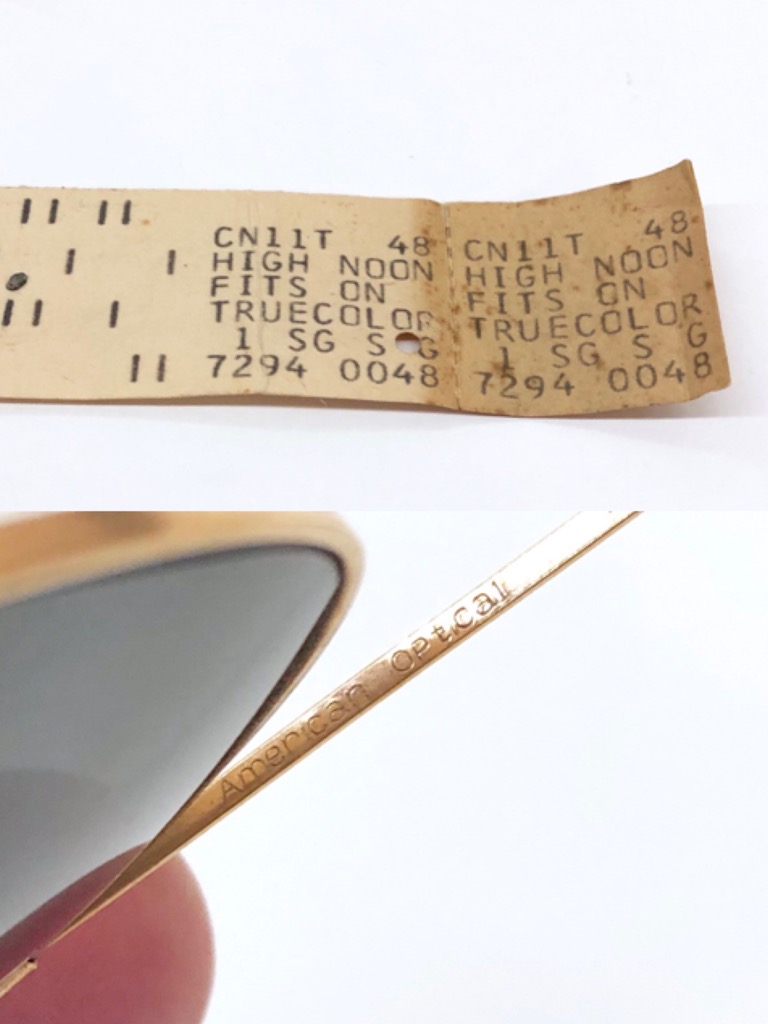 CN11T 48
HIGH NOON
FITS ON
TRUECOLOR
1 SG S G
7294 0048
CN11T 48
HIGH NOON
FITS ON
TRUECOLOR
1 SG S G
7294 0048
American Optical